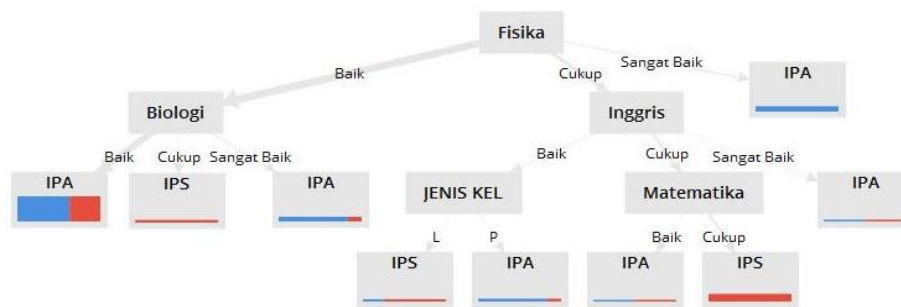 Fisika
Baik
Cukup
Sangat Baik
IPA
Biologi
Inggris
Baik
Cukup
Sangat Baik
Baik
Cukup
Sangat Baik
IPA
IPS
IPA
JENIS KEL
Matematika
IPA
L
P
Baik
Cukup
IPS
IPA
IPA
IPS